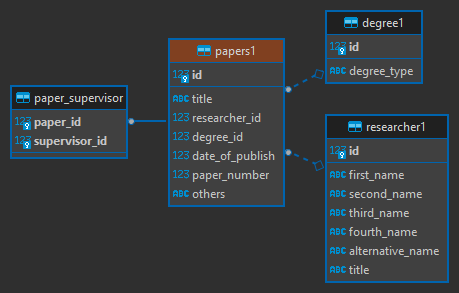 paper_supervisor
123 paper_id
123 supervisor_id
papers1
123 id
ABC title
123 researcher_id
123 degree_id
123 date_of_publish
123 paper_number
ABC others
degree1
123 id
ABC degree_type
researcher1
123 id
ABC first_name
ABC second_name
ABC third_name
ABC fourth_name
ABC alternative_name
ABC title